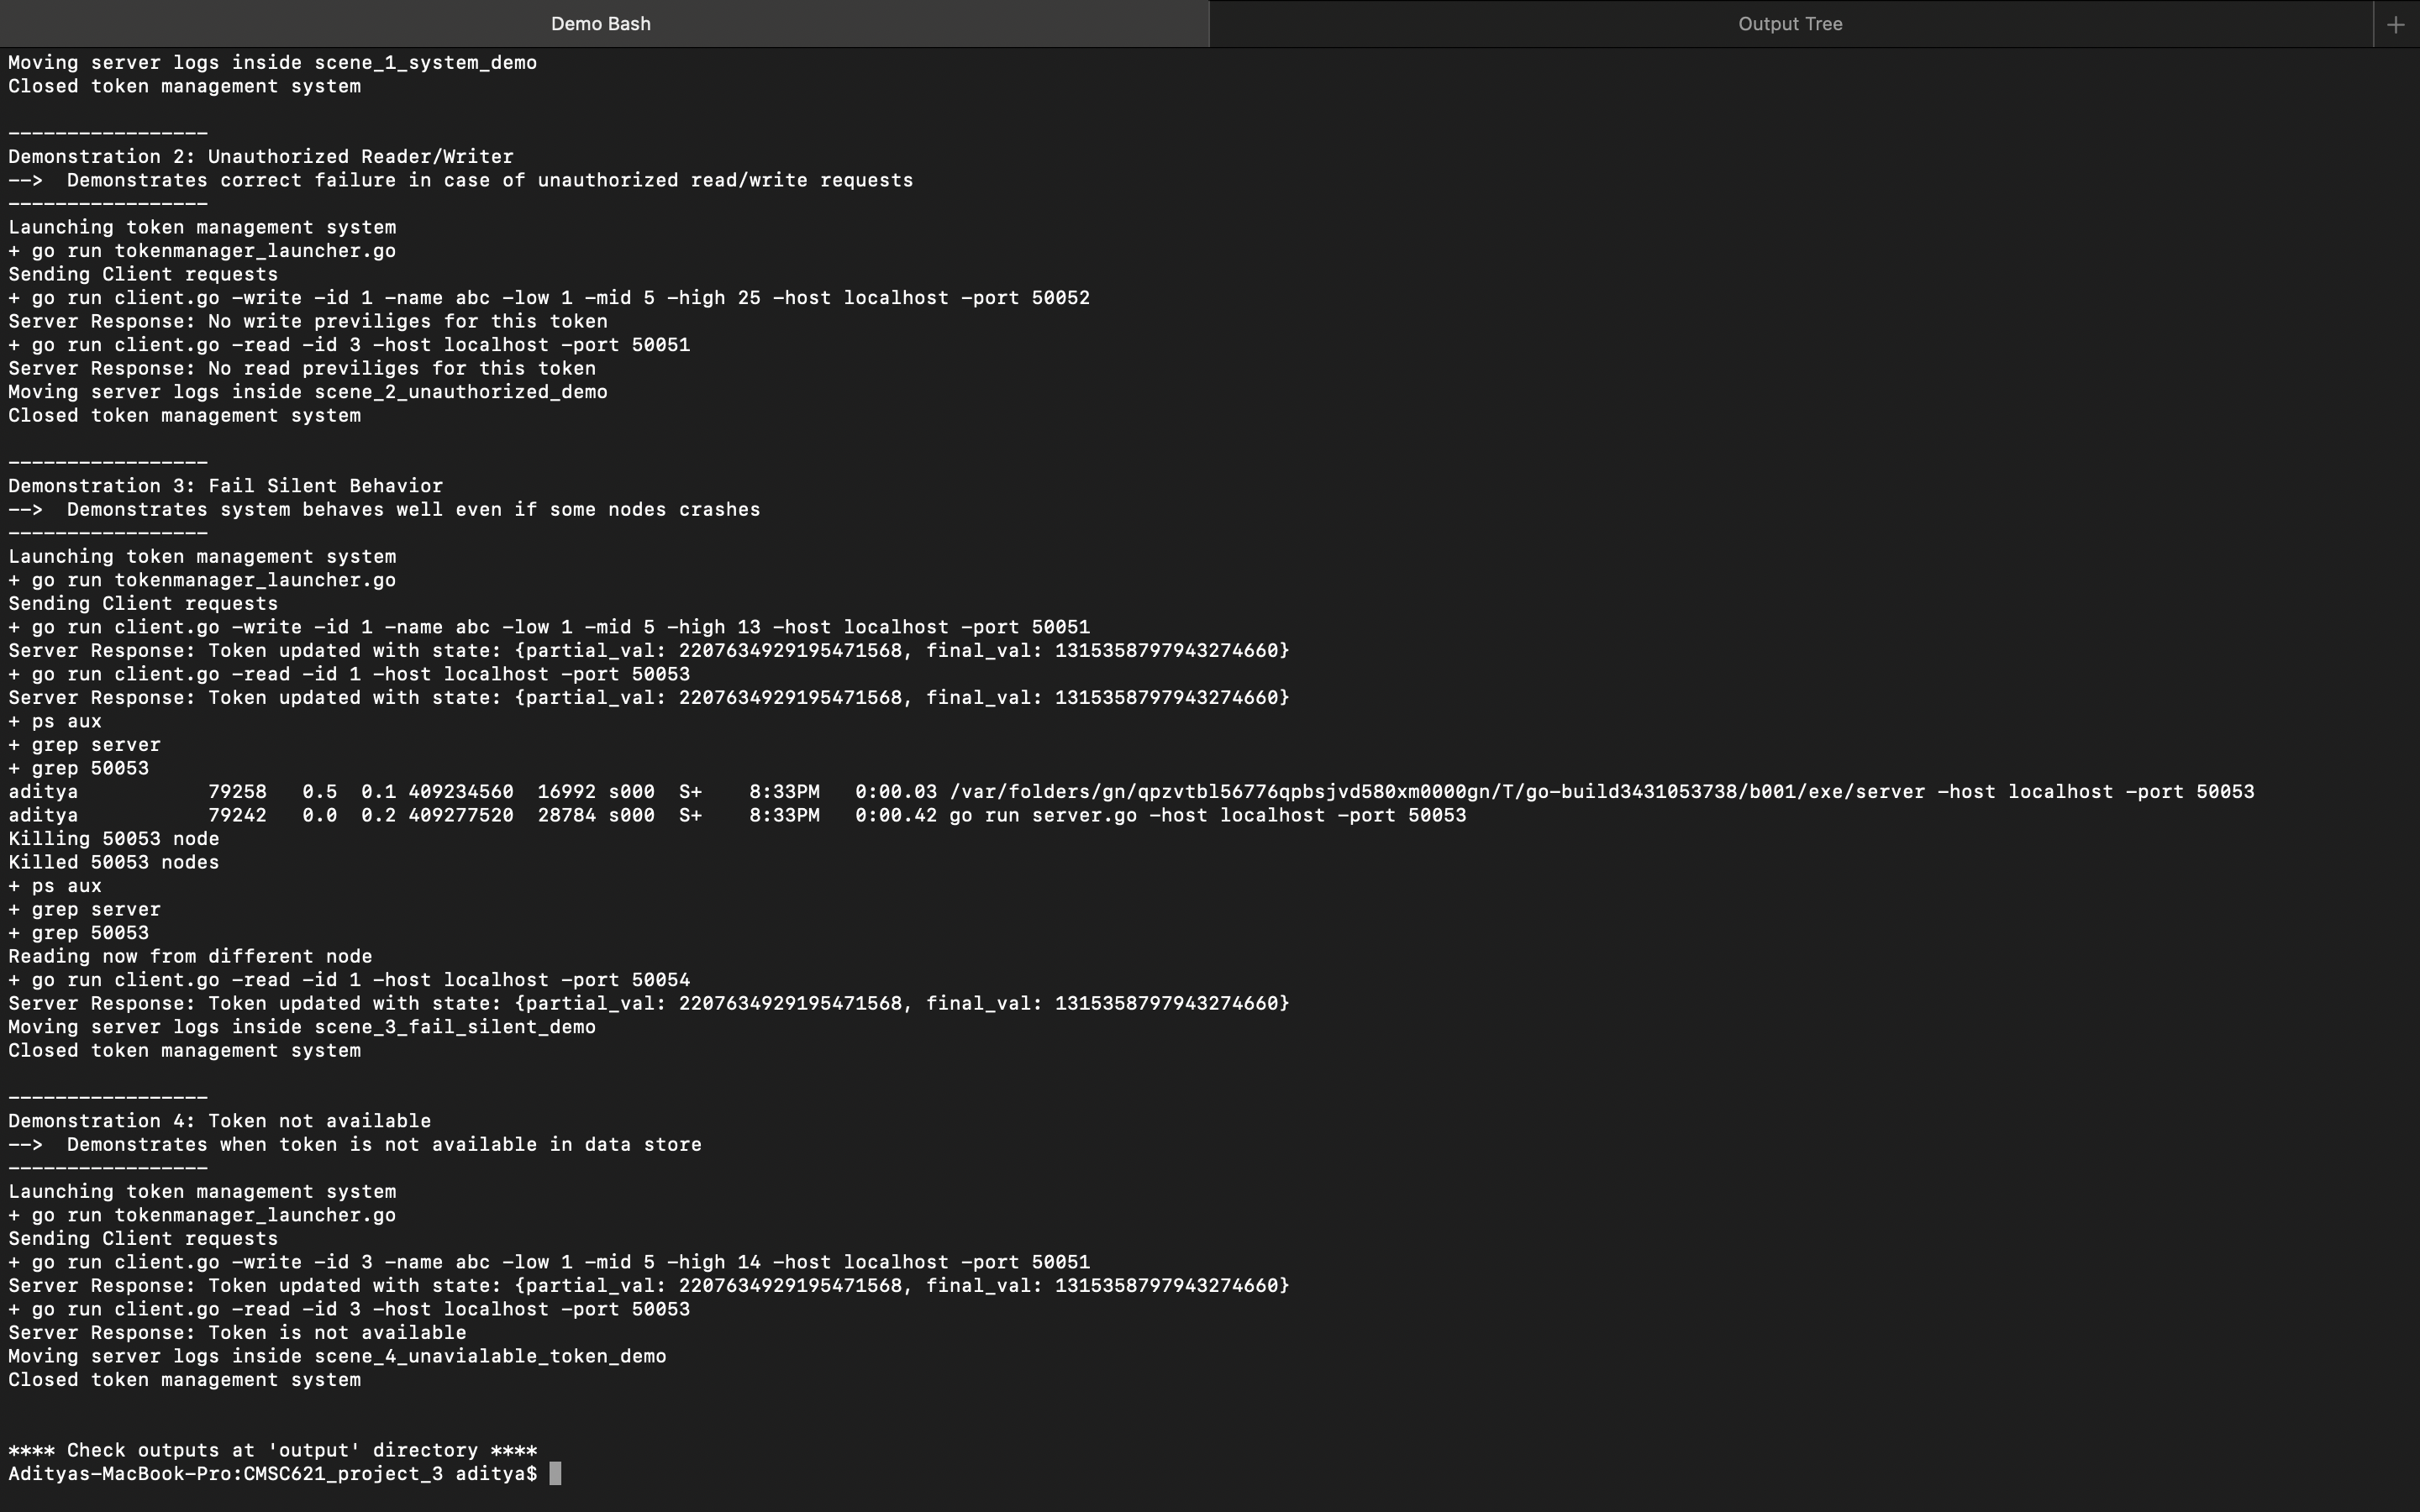 Demo Bash
Output Tree
+
Moving server logs inside scene_1_system_demo
Closed token management system
-----------------
Demonstration 2: Unauthorized Reader/Writer
-->  Demonstrates correct failure in case of unauthorized read/write requests
-----------------
Launching token management system
+ go run tokenmanager_launcher.go
Sending Client requests
+ go run client.go -write -id 1 -name abc -low 1 -mid 5 -high 25 -host localhost -port 50052
Server Response: No write previliges for this token
+ go run client.go -read -id 3 -host localhost -port 50051
Server Response: No read previliges for this token
Moving server logs inside scene_2_unauthorized_demo
Closed token management system
-----------------
Demonstration 3: Fail Silent Behavior
-->  Demonstrates system behaves well even if some nodes crashes
-----------------
Launching token management system
+ go run tokenmanager_launcher.go
Sending Client requests
+ go run client.go -write -id 1 -name abc -low 1 -mid 5 -high 13 -host localhost -port 50051
Server Response: Token updated with state: {partial_val: 2207634929195471568, final_val: 1315358797943274660}
+ go run client.go -read -id 1 -host localhost -port 50053
Server Response: Token updated with state: {partial_val: 2207634929195471568, final_val: 1315358797943274660}
+ ps aux
+ grep server
+ grep 50053
aditya           79258   0.5  0.1 409234560  16992 s000  S+    8:33PM   0:00.03 /var/folders/gn/qpzvtbl56776qpbsjvd580xm0000gn/T/go-build3431053738/b001/exe/server -host localhost -port 50053
aditya           79242   0.0  0.2 409277520  28784 s000  S+    8:33PM   0:00.42 go run server.go -host localhost -port 50053
Killing 50053 node
Killed 50053 nodes
+ ps aux
+ grep server
+ grep 50053
Reading now from different node
+ go run client.go -read -id 1 -host localhost -port 50054
Server Response: Token updated with state: {partial_val: 2207634929195471568, final_val: 1315358797943274660}
Moving server logs inside scene_3_fail_silent_demo
Closed token management system
-----------------
Demonstration 4: Token not available
-->  Demonstrates when token is not available in data store
-----------------
Launching token management system
+ go run tokenmanager_launcher.go
Sending Client requests
+ go run client.go -write -id 3 -name abc -low 1 -mid 5 -high 14 -host localhost -port 50051
Server Response: Token updated with state: {partial_val: 2207634929195471568, final_val: 1315358797943274660}
+ go run client.go -read -id 3 -host localhost -port 50053
Server Response: Token is not available
Moving server logs inside scene_4_unavialable_token_demo
Closed token management system
**** Check outputs at 'output' directory ****
Adityas-MacBook-Pro:CMSC621_project_3 aditya$